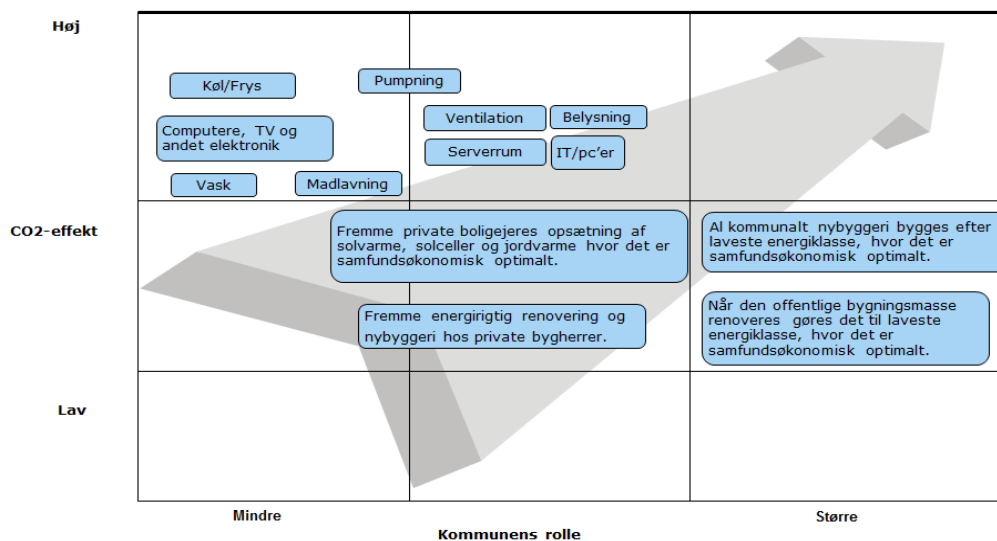 Høj
Køl/Frys
Pumpning
Computere, TV og
andet elektronik
Ventilation
Belysning
Serverrum
IT/pc'er
Vask
Madlavning
CO2-effekt
Fremme private boligejeres opsætning af
solvarme, solceller og jordvarme hvor det er
samfundsøkonomisk optimalt.
Al kommunalt nybyggeri bygges efter
laveste energiklasse, hvor det er
samfundsøkonomisk optimalt.
Fremme energirigtig renovering og
nybyggeri hos private bygherrer.
Når den offentlige bygningsmasse
renoveres gøres det til laveste
energiklasse, hvor det er
samfundsøkonomisk optimalt.
Lav
Mindre
Større
Kommunens rolle